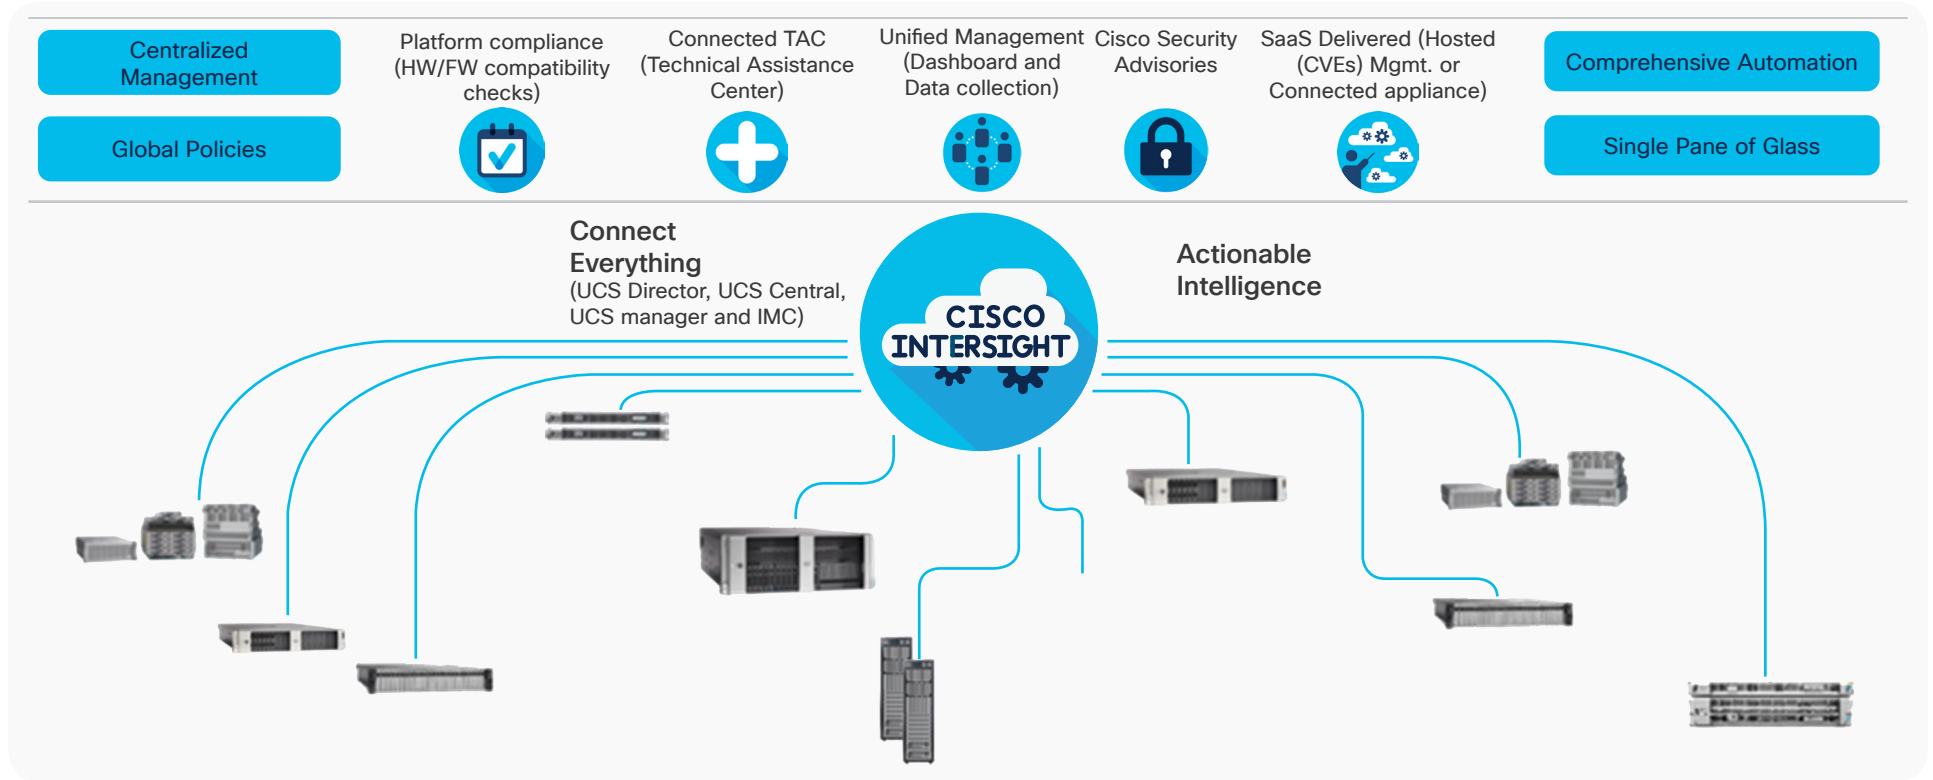 Centralized
Management
Global Policies
Platform compliance
(HW/FW compatibility
checks)
Connected TAC
(Technical Assistance
Center)
Unified Management
(Dashboard and
Data collection)
Cisco Security
Advisories
SaaS Delivered (Hosted
(CVEs) Mgmt. or
Connected appliance)
Comprehensive Automation
Single Pane of Glass
Connect
Everything
(UCS Director, UCS Central,
UCS manager and IMC)
CISCO
INTERSIGHT
Actionable
Intelligence